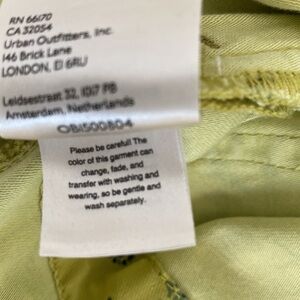 RN 66170
CA 32054
Urban Outfitters, Inc.
146 Brick Lane
LONDON, E1 6RU
Leidsestraat 32, 1017 PB
Amsterdam, Netherlands
OB1500804
Please be careful! The
color of this garment can
change, fade, and
transfer with washing and
wearing, so be gentle and
wash separately.